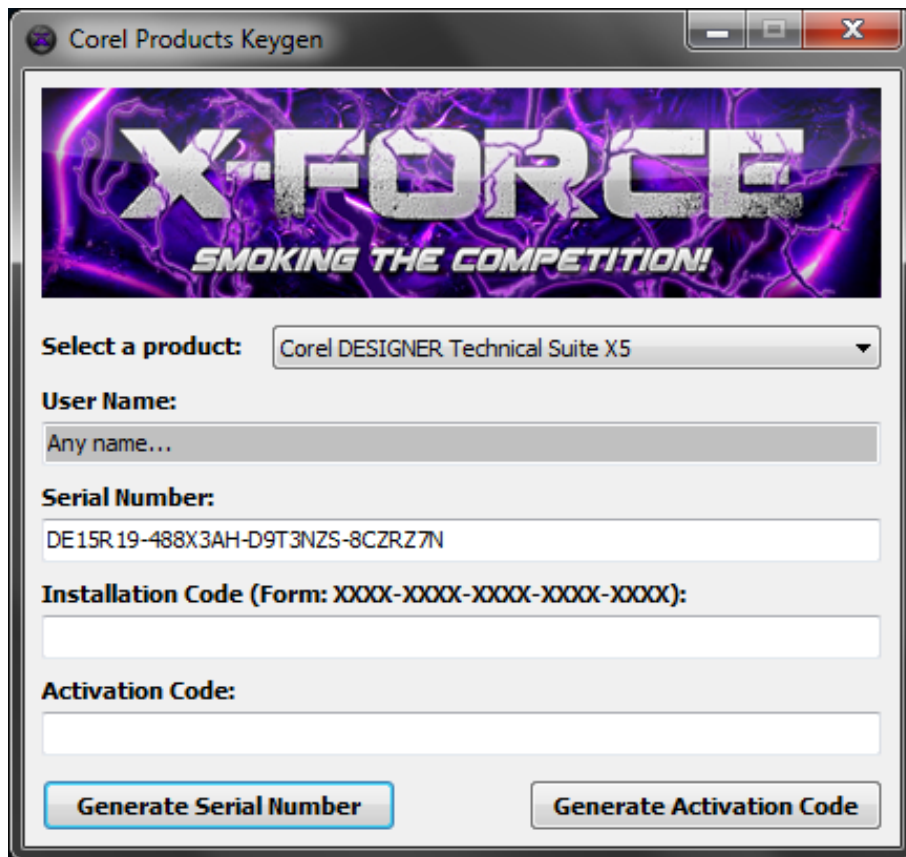 Corel Products Keygen
X-FORCE
SMOKING THE COMPETITION!
Select a product: Corel DESIGNER Technical Suite X5
User Name:
Any name...
Serial Number:
DE15R19-488X3AH-D9T3NZS-8CZRZ7N
Installation Code (Form: XXXX-XXXX-XXXX-XXXX-XXXX):
Activation Code:
Generate Serial Number Generate Activation Code